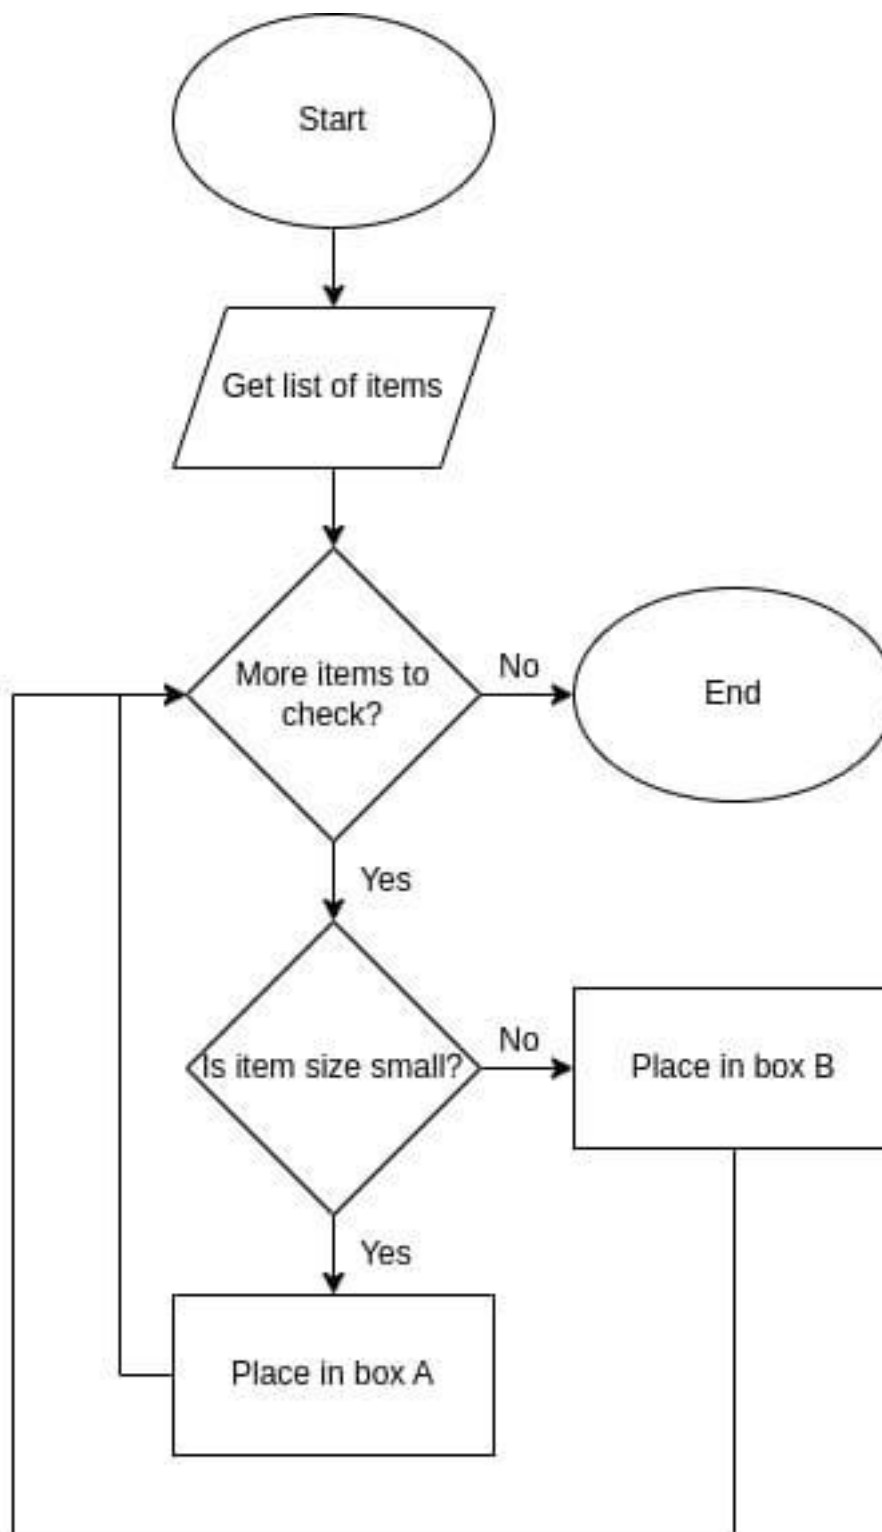 Start
Get list of items
More items to
check?
No
End
Yes
Is item size small?
No
Place in box B
Yes
Place in box A